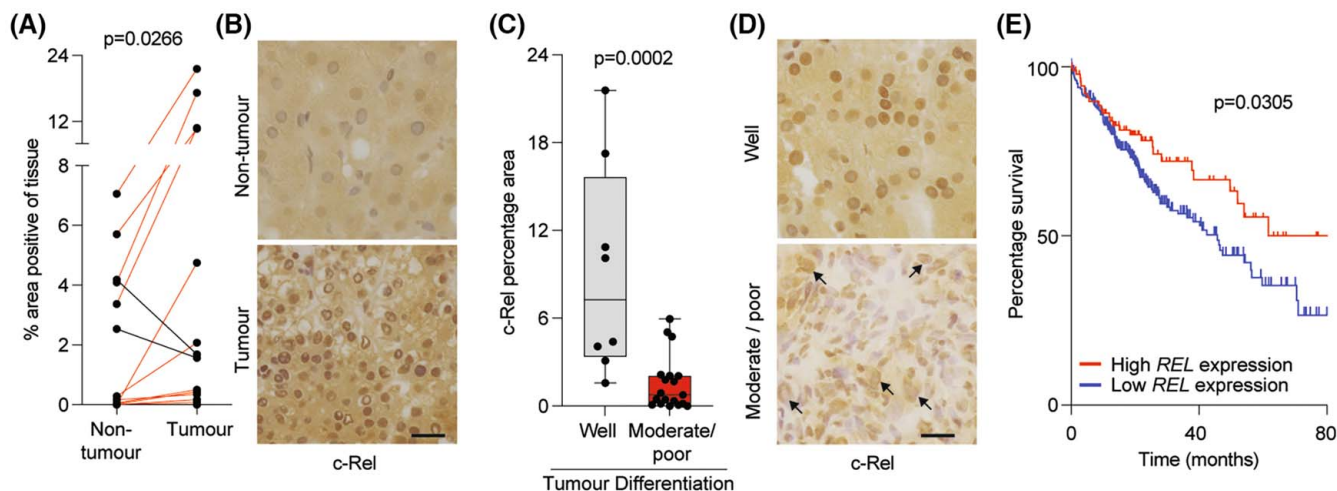 (A)
p=0.0266
24
12
8
6
4
2
0
% area positive of tissue
Non-
tumour
Tumour
(B)
Non-tumour
Tumour
c-Rel
(C)
p=0.0002
24
18
12
6
0
c-Rel percentage area
Well
Moderate/
poor
Tumour Differentiation
(D)
Well
Moderate / poor
c-Rel
(E)
p=0.0305
100
50
0
Percentage survival
High REL expression
Low REL expression
0
40
80
Time (months)